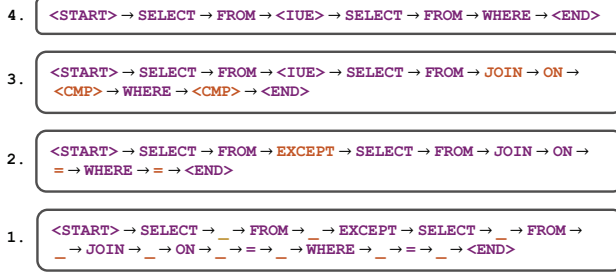 4. <START> → SELECT → FROM → <IUE> → SELECT → FROM → WHERE → <END>
3. <START> → SELECT → FROM → <IUE> → SELECT → FROM → JOIN → ON →
<CMP> → WHERE → <CMP> → <END>
2. <START> → SELECT → FROM → EXCEPT → SELECT → FROM → JOIN → ON →
= → WHERE → = → <END>
1. <START> → SELECT → _ → FROM → _ → EXCEPT → SELECT → _ → FROM →
_ → JOIN → _ → ON → _ → = → _ → WHERE → _ → = → _ → <END>